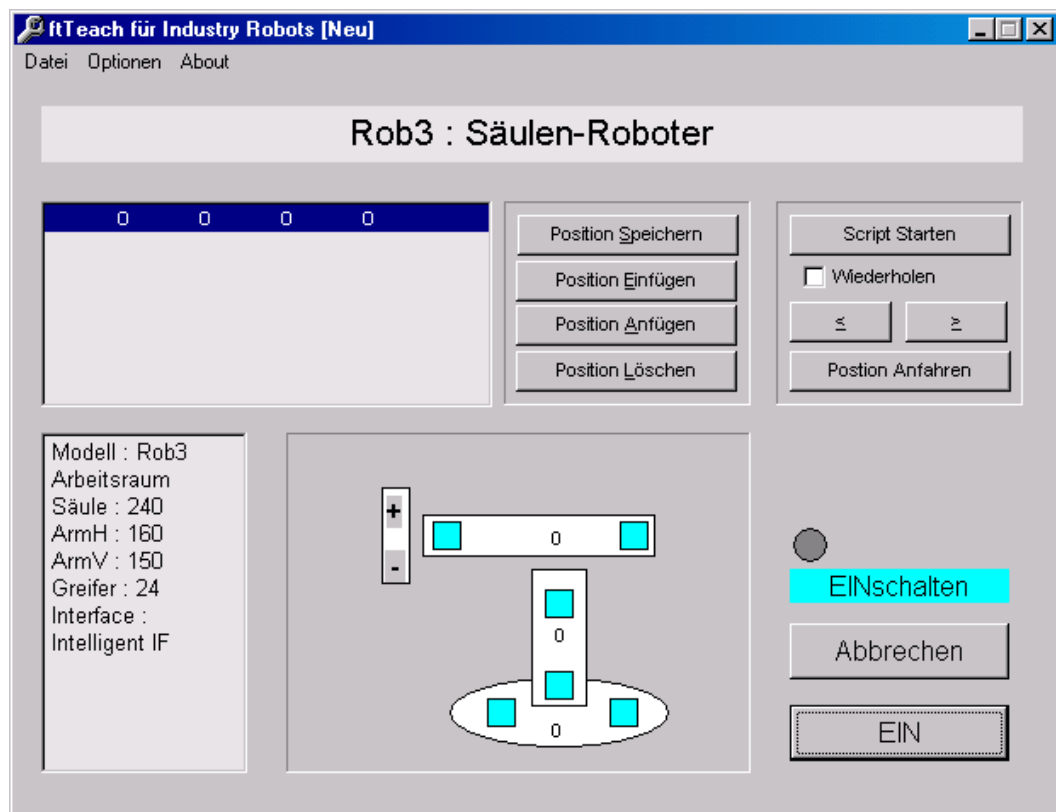 ftTeach für Industry Robots [Neu]
Datei Optionen About
Rob3 : Säulen-Roboter
0 0 0 0
Position Speichern
Position Einfügen
Position Anfügen
Position Löschen
Script Starten
Wiederholen
≤ ≥
Postion Anfahren
Modell : Rob3
Arbeitsraum
Säule : 240
ArmH : 160
ArmV : 150
Greifer : 24
Interface :
Intelligent IF
+
-
0
0
0
EINschalten
Abbrechen
EIN